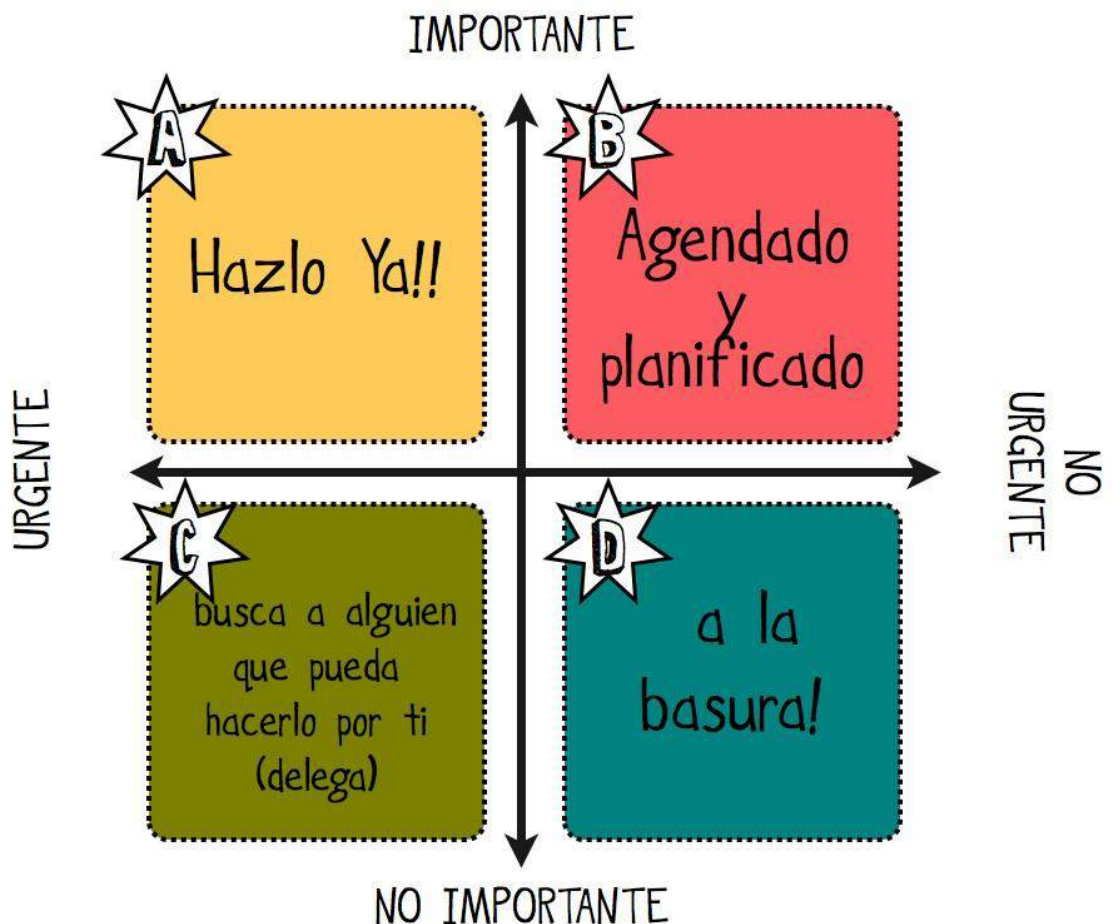 IMPORTANTE
A
Hazlo Ya!!
B
Agendado
y
planificado
URGENTE
NO
URGENTE
C
busca a alguien
que pueda
hacerlo por ti
(delega)
D
a la
basura!
NO IMPORTANTE